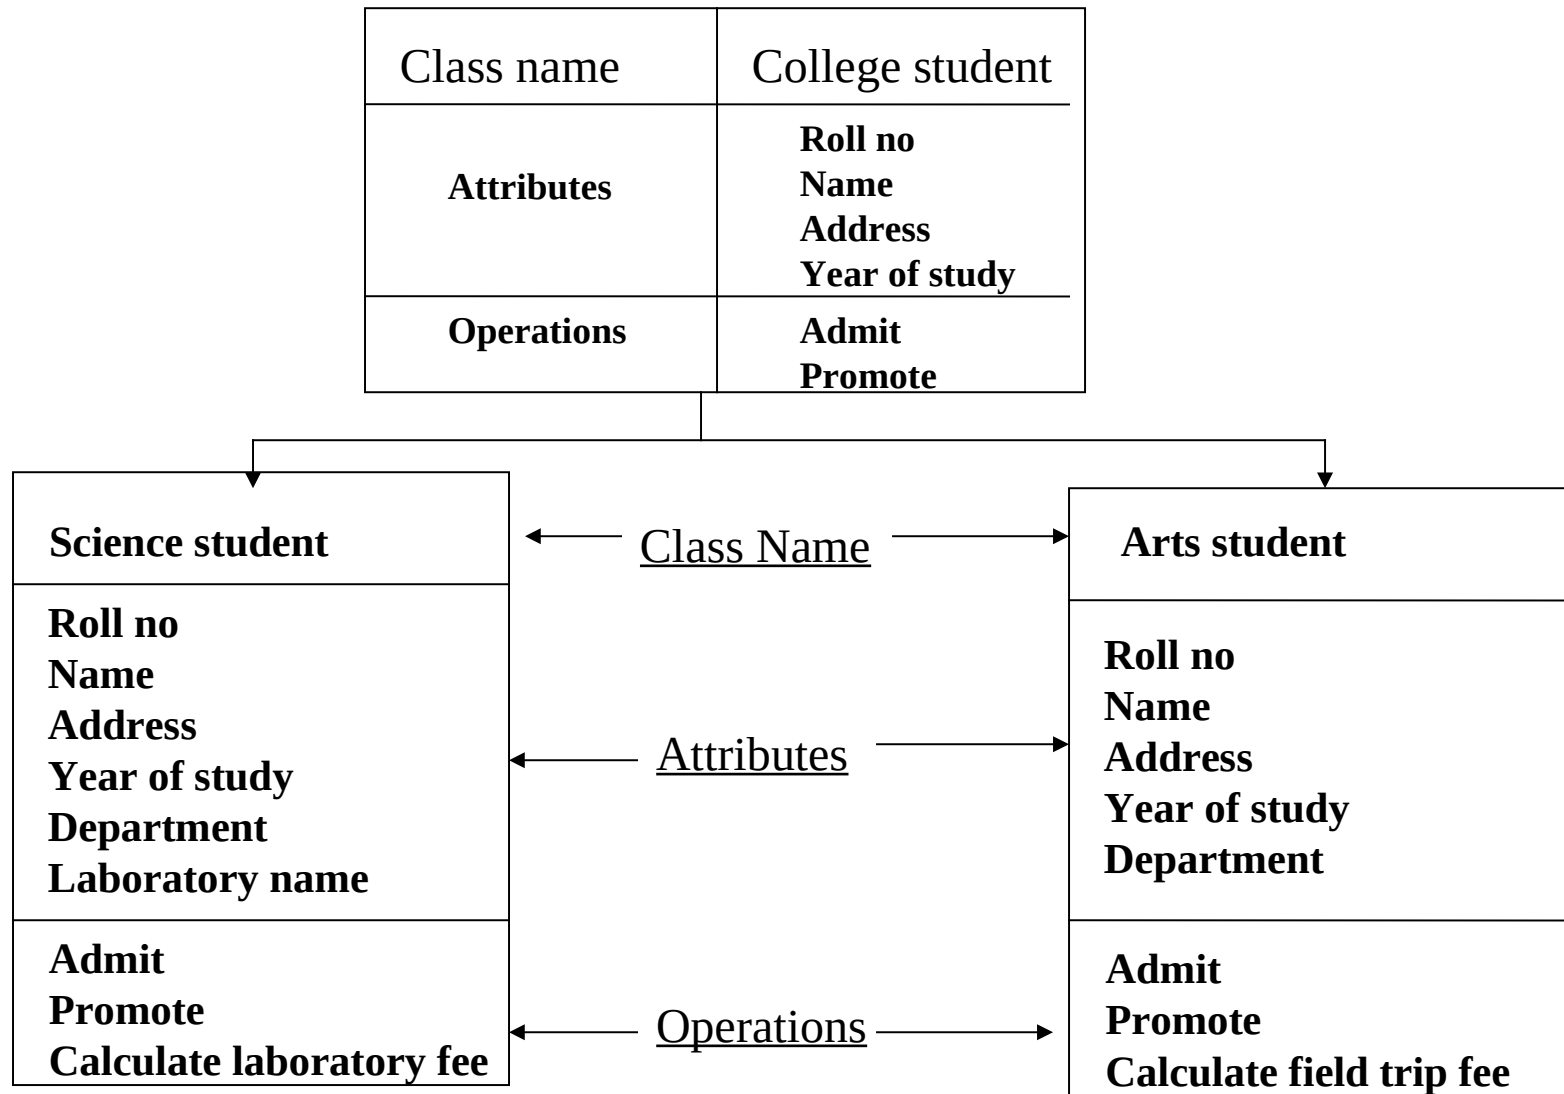 Class name
College student
Attributes
Roll no
Name
Address
Year of study
Operations
Admit
Promote
Science student
Roll no
Name
Address
Year of study
Department
Laboratory name
Admit
Promote
Calculate laboratory fee
Class Name
Attributes
Operations
Arts student
Roll no
Name
Address
Year of study
Department
Admit
Promote
Calculate field trip fee